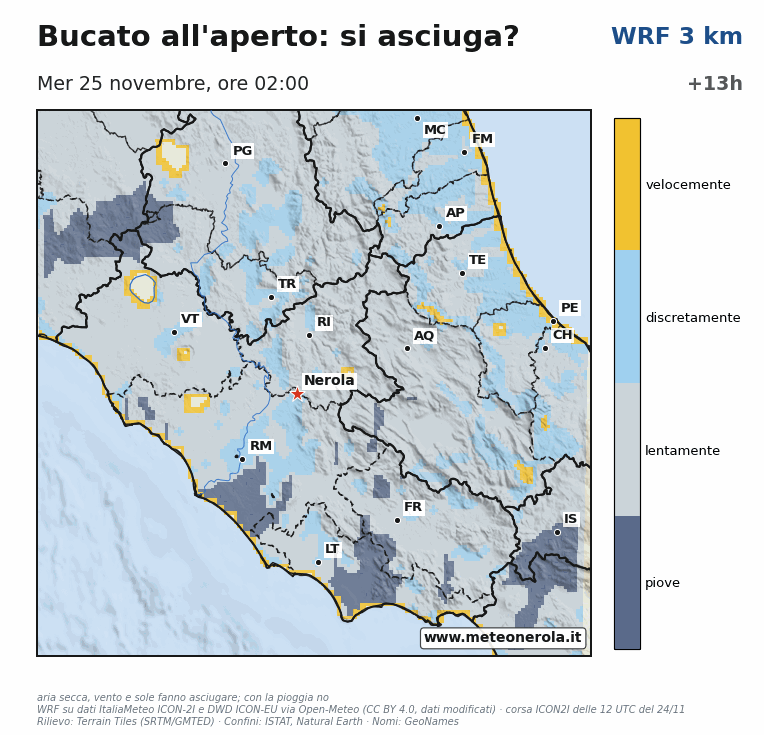 Bucato all'aperto: si asciuga?
WRF 3 km
Mer 25 novembre, ore 02:00
+13h
MC
FM
PG
AP
TE
TR
PE
VT
RI
CH
AQ
Nerola
RM
FR
IS
LT
www.meteonerola.it
velocemente
discretamente
lentamente
piove
aria secca, vento e sole fanno asciugare; con la pioggia no
WRF su dati ItaliaMeteo ICON-2I e DWD ICON-EU via Open-Meteo (CC BY 4.0, dati modificati) · corsa ICON2I delle 12 UTC del 24/11
Rilievo: Terrain Tiles (SRTM/GMTED) · Confini: ISTAT, Natural Earth · Nomi: GeoNames